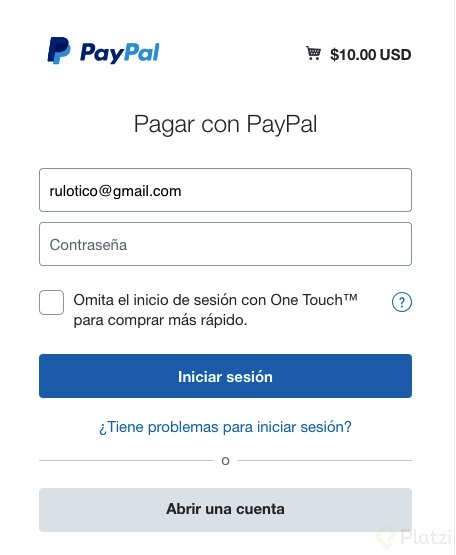 PayPal
$10.00 USD
Pagar con PayPal
rulotico@gmail.com
Contraseña
Omita el inicio de sesión con One Touch™
para comprar más rápido.
?
Iniciar sesión
¿Tiene problemas para iniciar sesión?
o
Abrir una cuenta
Platzi